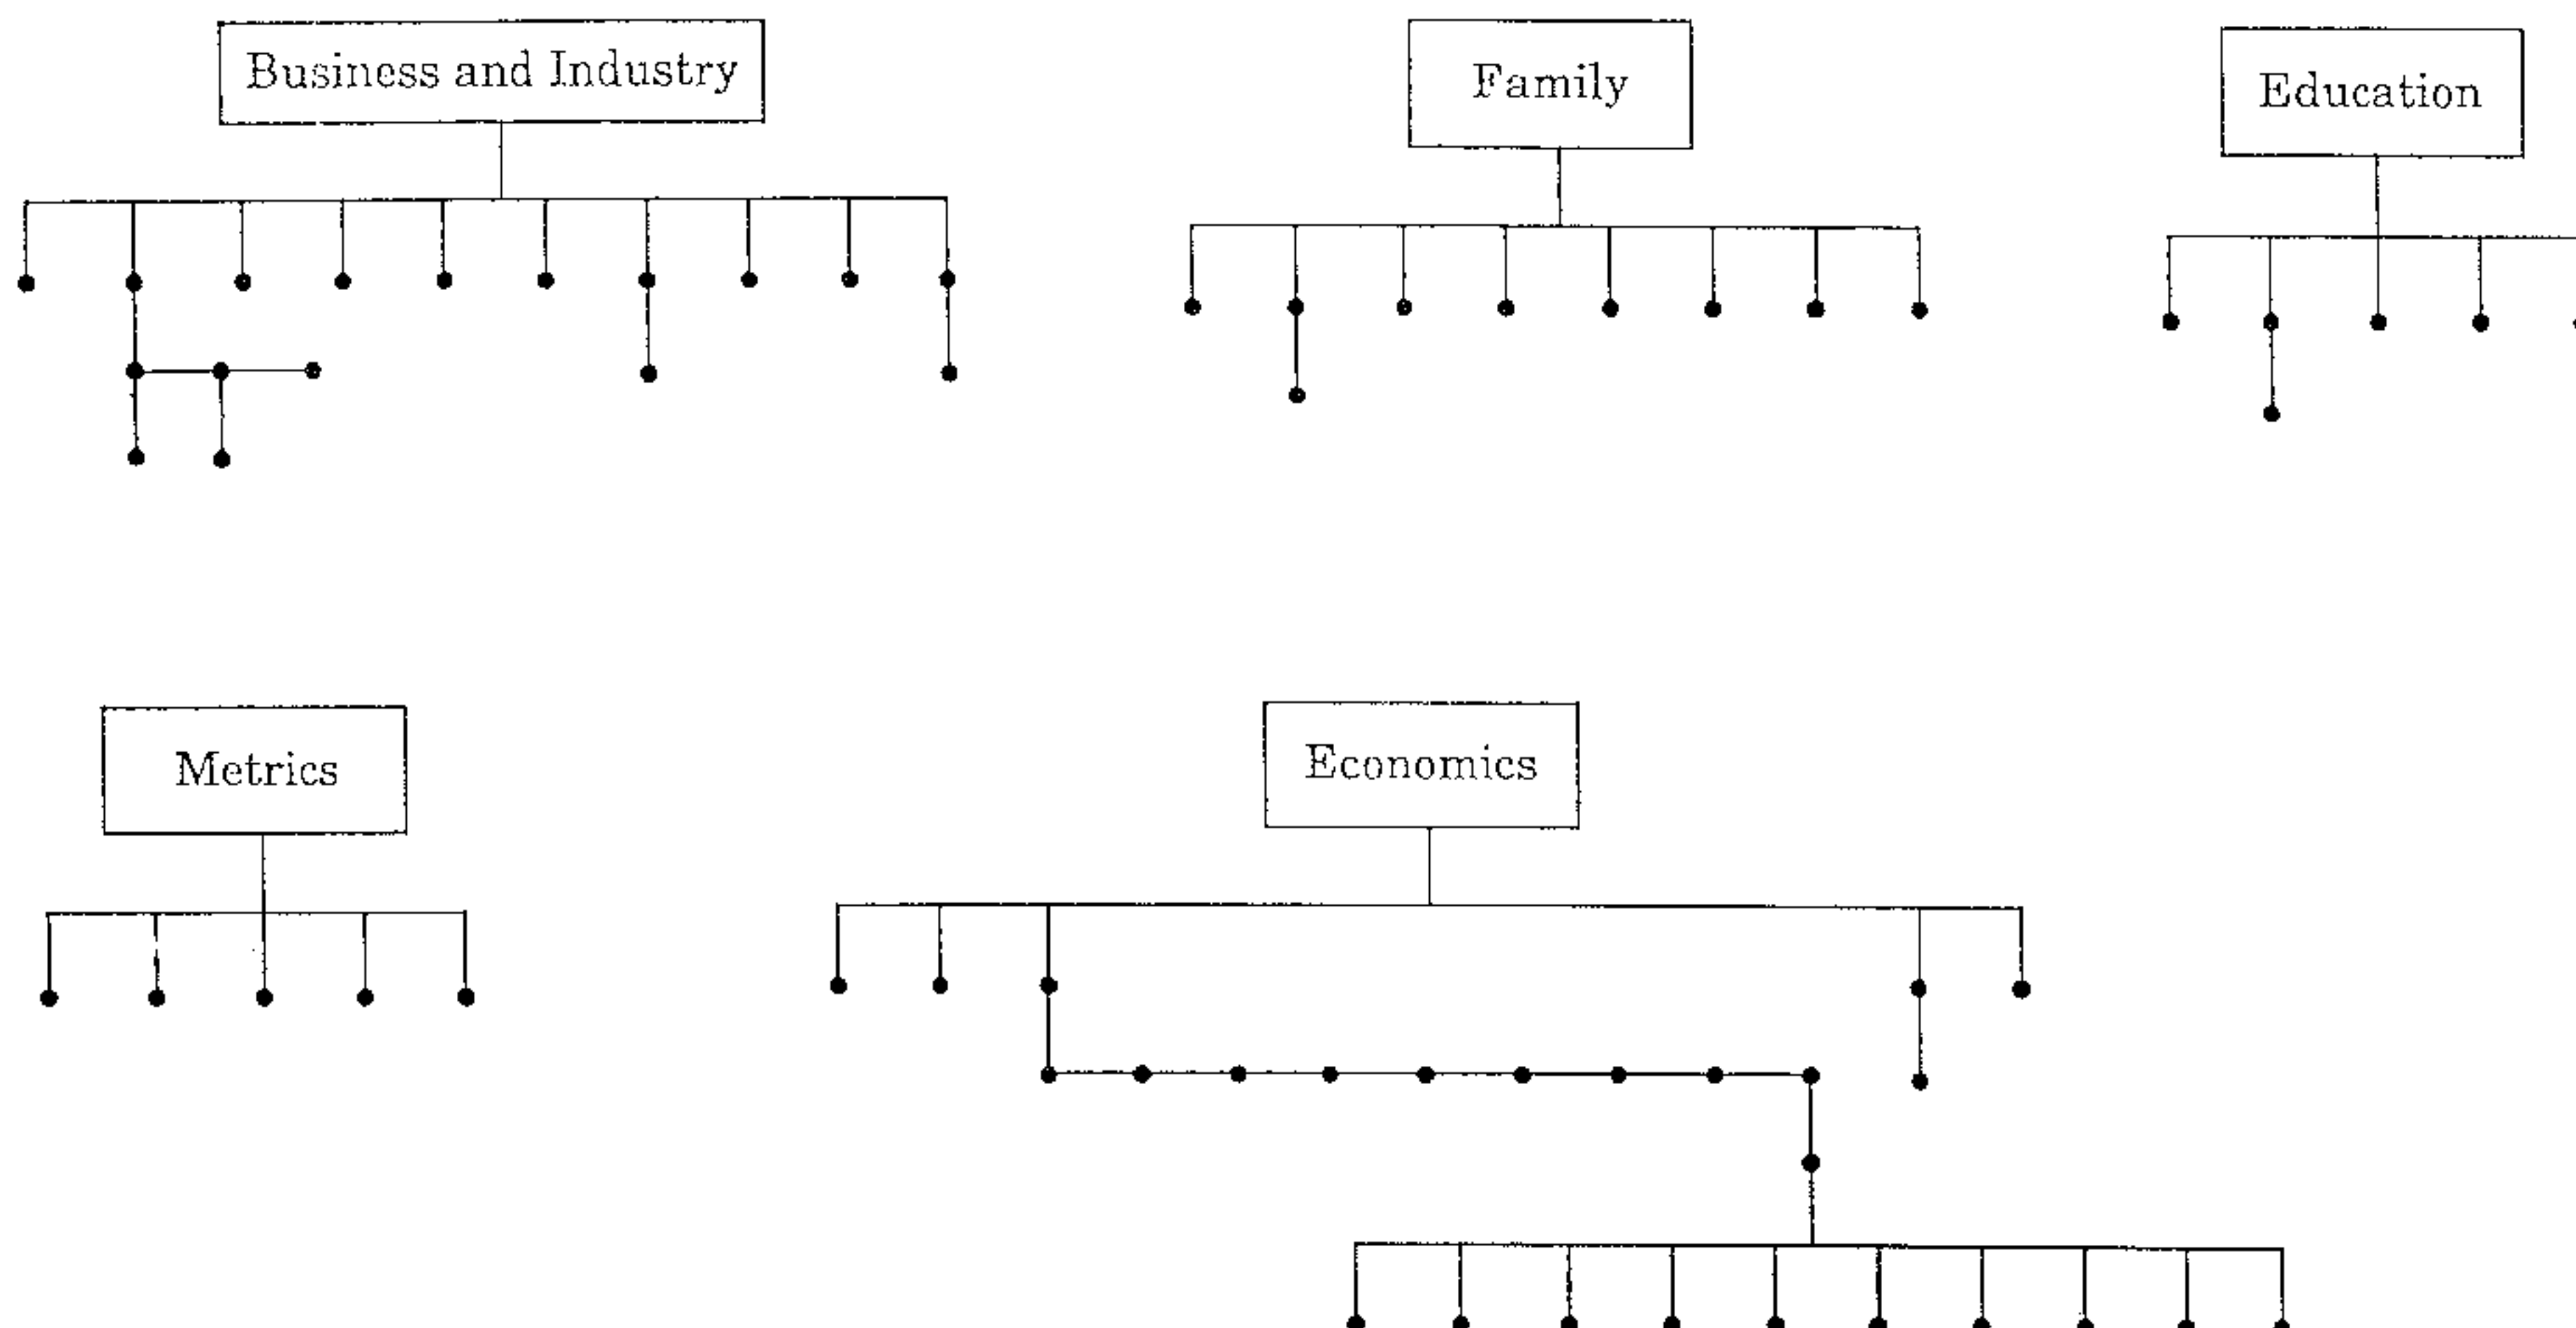 Business and Industry
Family
Education
Metrics
Economics